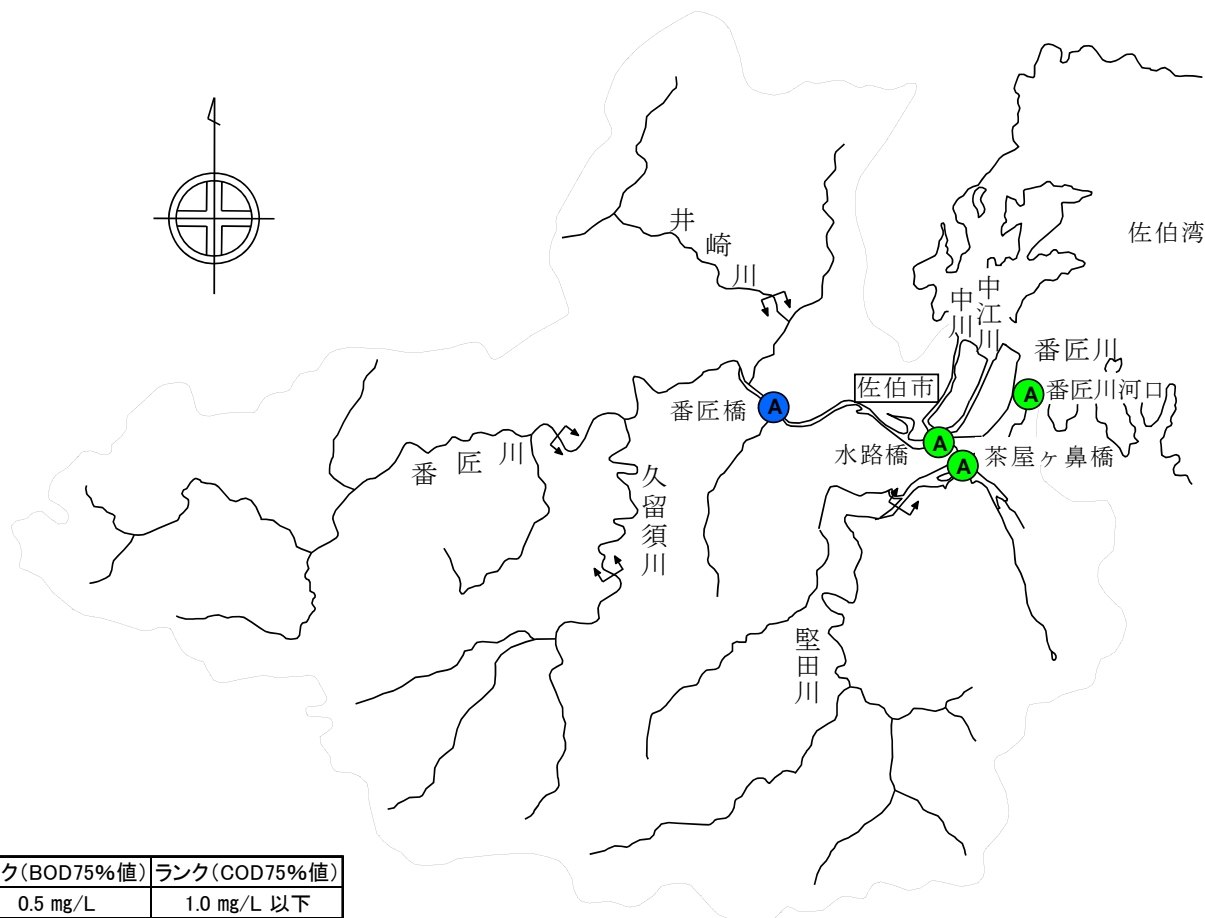 井崎川
佐伯湾
中川
中江川
番匠川
佐伯市
A 番匠川河口
番匠橋 A
水路橋 A
A 茶屋ヶ鼻橋
番匠川
久留須川
堅田川
ク(BOD75%値) ランク(COD75%値)
0.5 mg/L 1.0 mg/L 以下